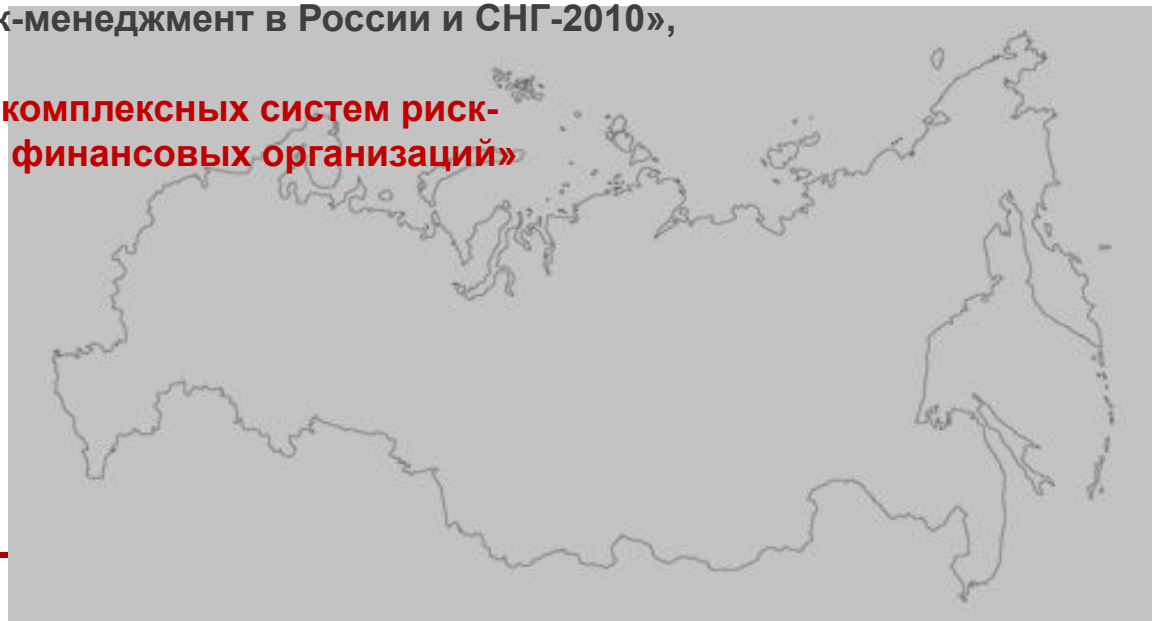 к-менеджмент в России и СНГ-2010»,
комплексных систем риск-
финансовых организаций»